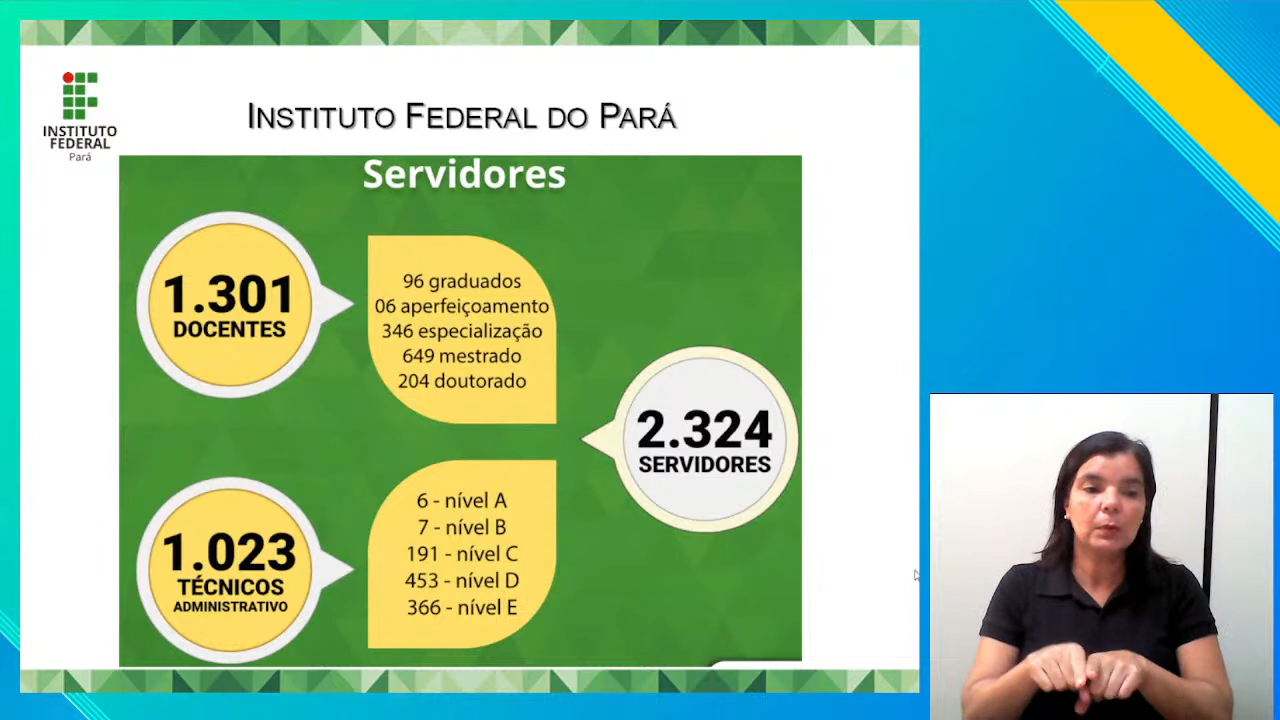 INSTITUTO
FEDERAL
Pará
INSTITUTO FEDERAL DO PARÁ
Servidores
1.301
DOCENTES
96 graduados
06 aperfeiçoamento
346 especialização
649 mestrado
204 doutorado
2.324
SERVIDORES
1.023
TÉCNICOS
ADMINISTRATIVO
6 - nível A
7 - nível B
191 - nível C
453 - nível D
366 - nível E